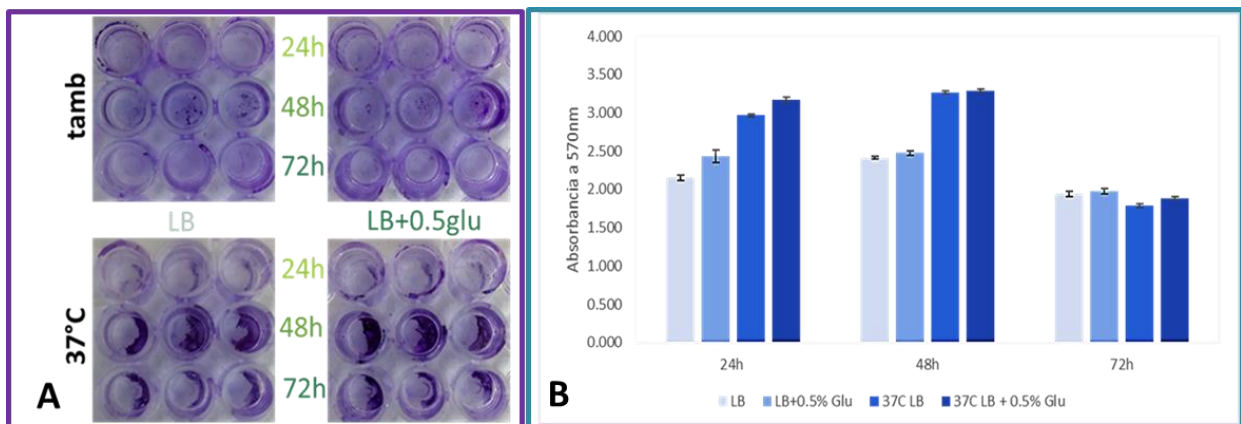 tamb
24h
48h
72h
LB
LB+0.5glu
37°C
24h
48h
72h
A
4.000
3.500
3.000
2.500
2.000
1.500
1.000
0.500
0.000
Absorbancia a 570nm
24h
48h
72h
LB
LB+0.5% Glu
37C LB
37C LB + 0.5% Glu
B